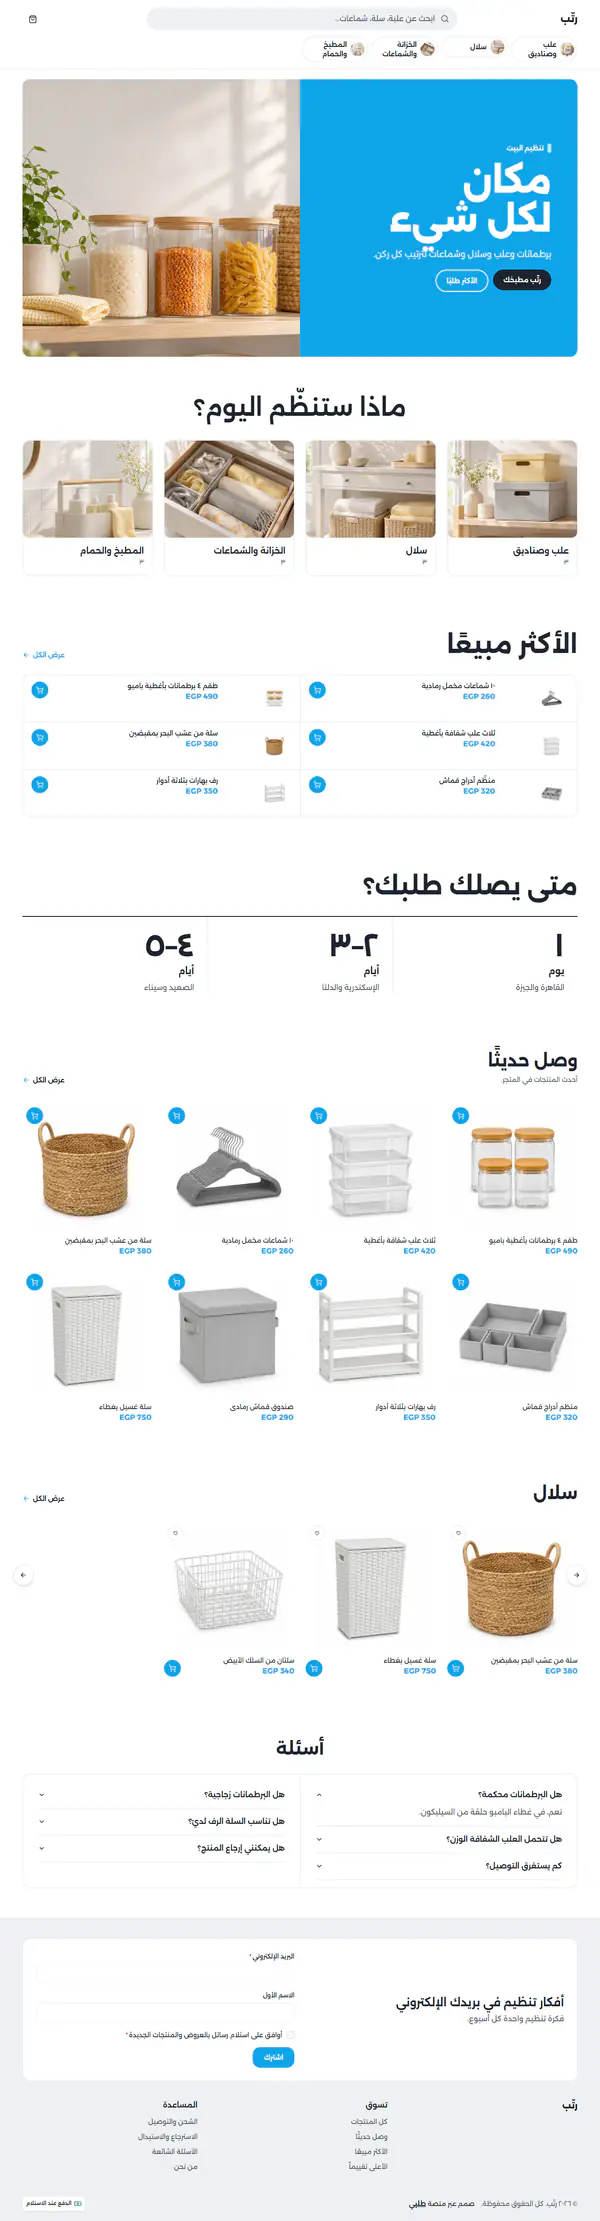 رتّب
ابحث عن علبة، سلة، شماعات...
علب وصناديق
سلال
الخزانة والشماعات
المطبخ والحمام
تنظيم البيت
مكان
لكل شيء
برطمانات وعلب وسلال وشماعات لترتيب كل ركن.
رتّب مطبخك
الأكثر طلبًا
ماذا ستنظّم اليوم؟
علب وصناديق
٣
سلال
٣
الخزانة والشماعات
٣
المطبخ والحمام
٣
الأكثر مبيعًا
عرض الكل ←
١٠ شماعات مخمل رمادية
EGP 260
طقم ٤ برطمانات بأغطية بامبو
EGP 490
ثلاث علب شفافة بأغطية
EGP 420
سلة من عشب البحر بمقبضين
EGP 380
منظم أدراج قماش
EGP 320
رف بهارات بثلاثة أدوار
EGP 350
متى يصلك طلبك؟
١
يوم
القاهرة والجيزة
٢–٣
أيام
الإسكندرية والدلتا
٤–٥
أيام
الصعيد وسيناء
وصل حديثًا
أحدث المنتجات في المتجر.
عرض الكل ←
طقم ٤ برطمانات بأغطية بامبو
EGP 490
ثلاث علب شفافة بأغطية
EGP 420
١٠ شماعات مخمل رمادية
EGP 260
سلة من عشب البحر بمقبضين
EGP 380
منظم أدراج قماش
EGP 320
رف بهارات بثلاثة أدوار
EGP 350
صندوق قماش رمادي
EGP 290
سلة غسيل بغطاء
EGP 750
سلال
عرض الكل ←
سلة من عشب البحر بمقبضين
EGP 380
سلة غسيل بغطاء
EGP 750
سلتان من السلك الأبيض
EGP 340
أسئلة
هل البرطمانات محكمة؟
نعم، في غطاء البامبو حلقة من السيليكون.
هل تتحمل العلب الشفافة الوزن؟
كم يستغرق التوصيل؟
هل البرطمانات زجاجية؟
هل تناسب السلة الرف لدي؟
هل يمكنني إرجاع المنتج؟
أفكار تنظيم في بريدك الإلكتروني
فكرة تنظيم واحدة كل أسبوع.
البريد الإلكتروني *
الاسم الأول
أوافق على استلام رسائل بالعروض والمنتجات الجديدة *
اشترك
رتّب
تسوق
كل المنتجات
وصل حديثًا
الأكثر مبيعًا
الأعلى تقييماً
المساعدة
الشحن والتوصيل
الاسترجاع والاستبدال
الأسئلة الشائعة
من نحن
© ٢٠٢٦ رتّب. كل الحقوق محفوظة. صمم عبر منصة طلبي
الدفع عند الاستلام